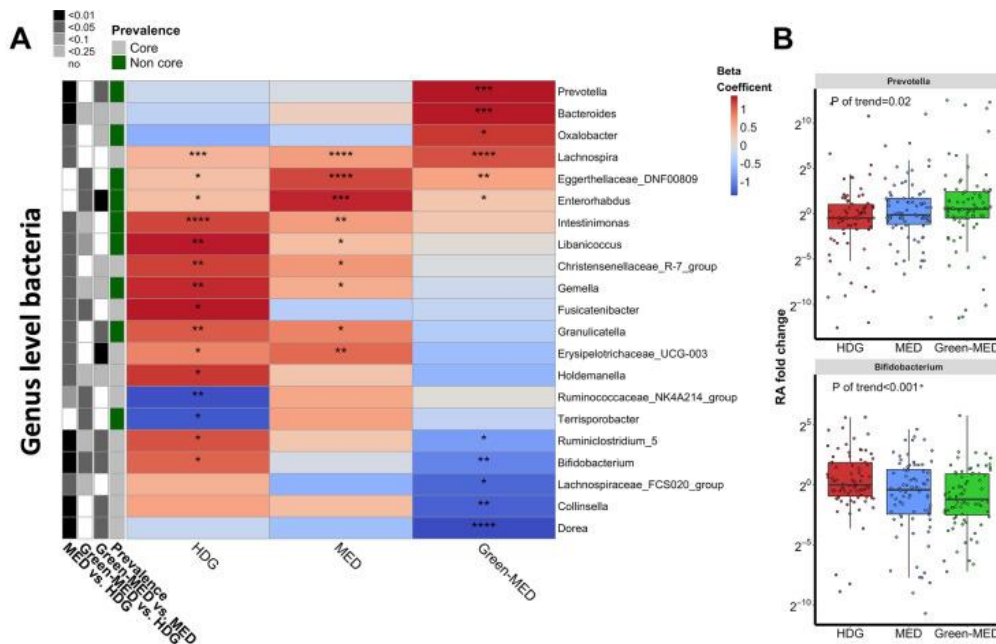 A
<0.01
<0.05
<0.1
<0.25
no
Prevalence
Core
Non core
Beta
Coefficent
1
0.5
0
-0.5
-1
Genus level bacteria
*** Prevotella
*** Bacteroides
* Oxalobacter
*** **** **** Lachnospira
* **** ** Eggerthellaceae_DNF00809
* *** * Enterorhabdus
**** ** Intestinimonas
** * Libanicoccus
** * Christensenellaceae_R-7_group
** * Gemella
* Fusicatenibacter
** * Granulicatella
* ** Erysipelotrichaceae_UCG-003
* Holdemanella
** Ruminococcaceae_NK4A214_group
* Terrisporobacter
* * Ruminiclostridium_5
* ** Bifidobacterium
* Lachnospiraceae_FCS020_group
** Collinsella
**** Dorea
MED vs. HDG
Green-MED vs. HDG
Green-MED vs. MED
Prevalence
HDG MED Green-MED
B
RA fold change
Prevotella
P of trend=0.02
2^10
2^5
2^0
2^-5
2^-10
HDG MED Green-MED
Bifidobacterium
P of trend<0.001*
2^5
2^0
2^-5
2^-10
HDG MED Green-MED